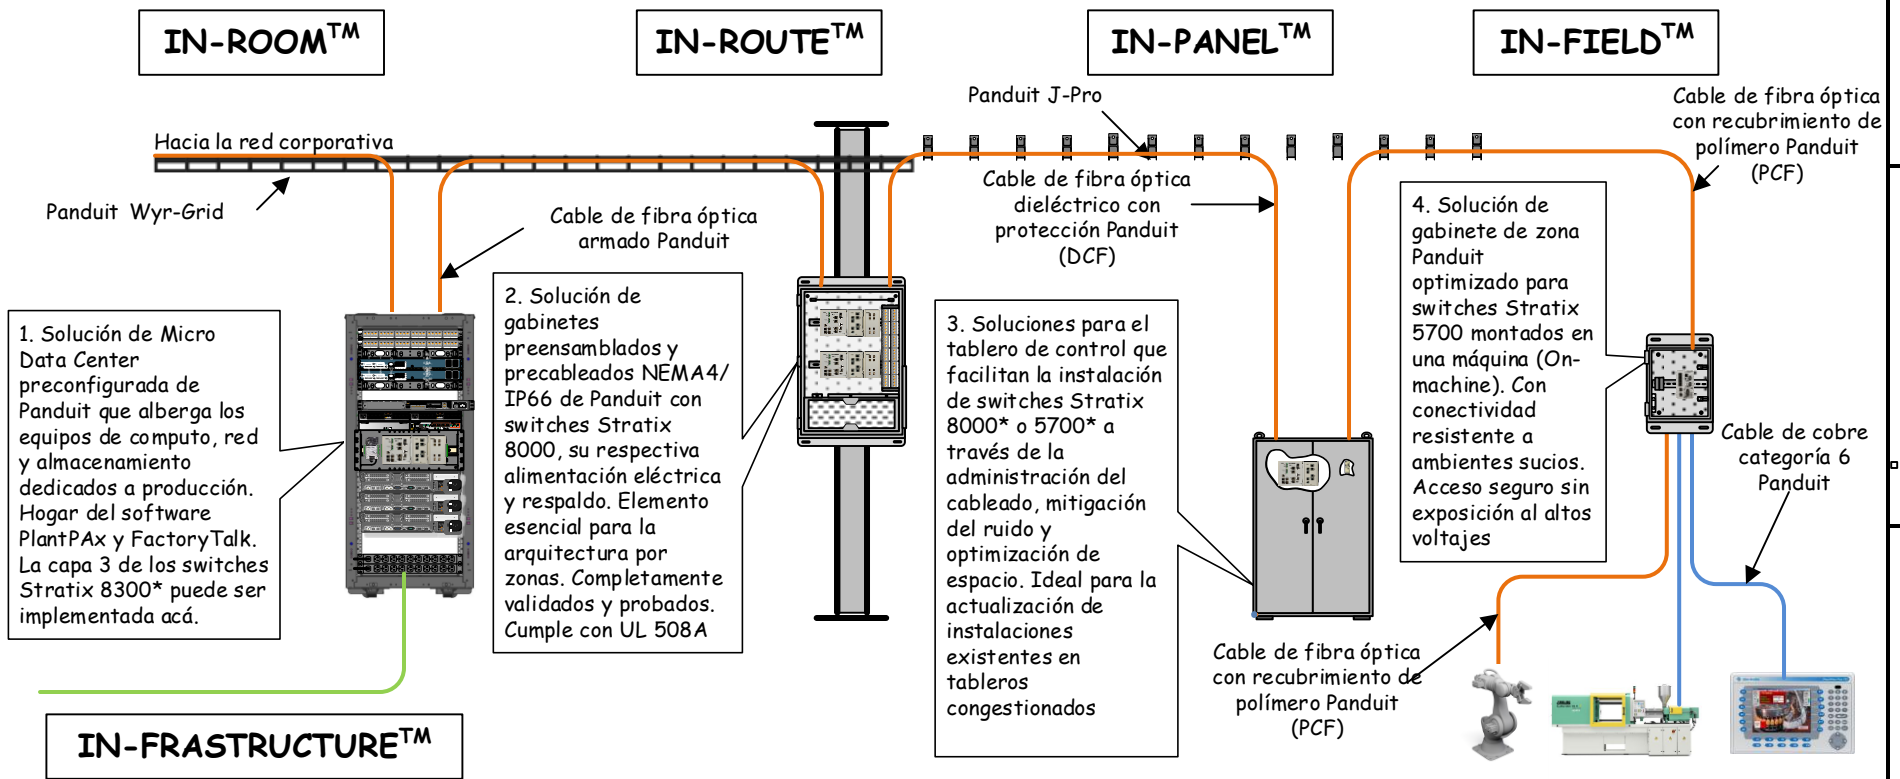 IN-ROOM™
IN-ROUTE™
IN-PANEL™
IN-FIELD™
Hacia la red corporativa
Panduit Wyr-Grid
Cable de fibra óptica
armado Panduit
Panduit J-Pro
Cable de fibra óptica
dieléctrico con
protección Panduit
(DCF)
Cable de fibra óptica
con recubrimiento de
polímero Panduit
(PCF)
1. Solución de Micro
Data Center
preconfigurada de
Panduit que alberga los
equipos de computo, red
y almacenamiento
dedicados a producción.
Hogar del software
PlantPAx y FactoryTalk.
La capa 3 de los switches
Stratix 8300* puede ser
implementada acá.
2. Solución de
gabinetes
preensamblados y
precableados NEMA4/
IP66 de Panduit con
switches Stratix
8000, su respectiva
alimentación eléctrica
y respaldo. Elemento
esencial para la
arquitectura por
zonas. Completamente
validados y probados.
Cumple con UL 508A
3. Soluciones para el
tablero de control que
facilitan la instalación
de switches Stratix
8000* o 5700* a
través de la
administración del
cableado, mitigación
del ruido y
optimización de
espacio. Ideal para la
actualización de
instalaciones
existentes en
tableros
congestionados
4. Solución de
gabinete de zona
Panduit
optimizado para
switches Stratix
5700 montados en
una máquina (On-
machine). Con
conectividad
resistente a
ambientes sucios.
Acceso seguro sin
exposición al altos
voltajes
Cable de cobre
categoría 6
Panduit
Cable de fibra óptica
con recubrimiento de
polímero Panduit
(PCF)
IN-FRASTRUCTURE™